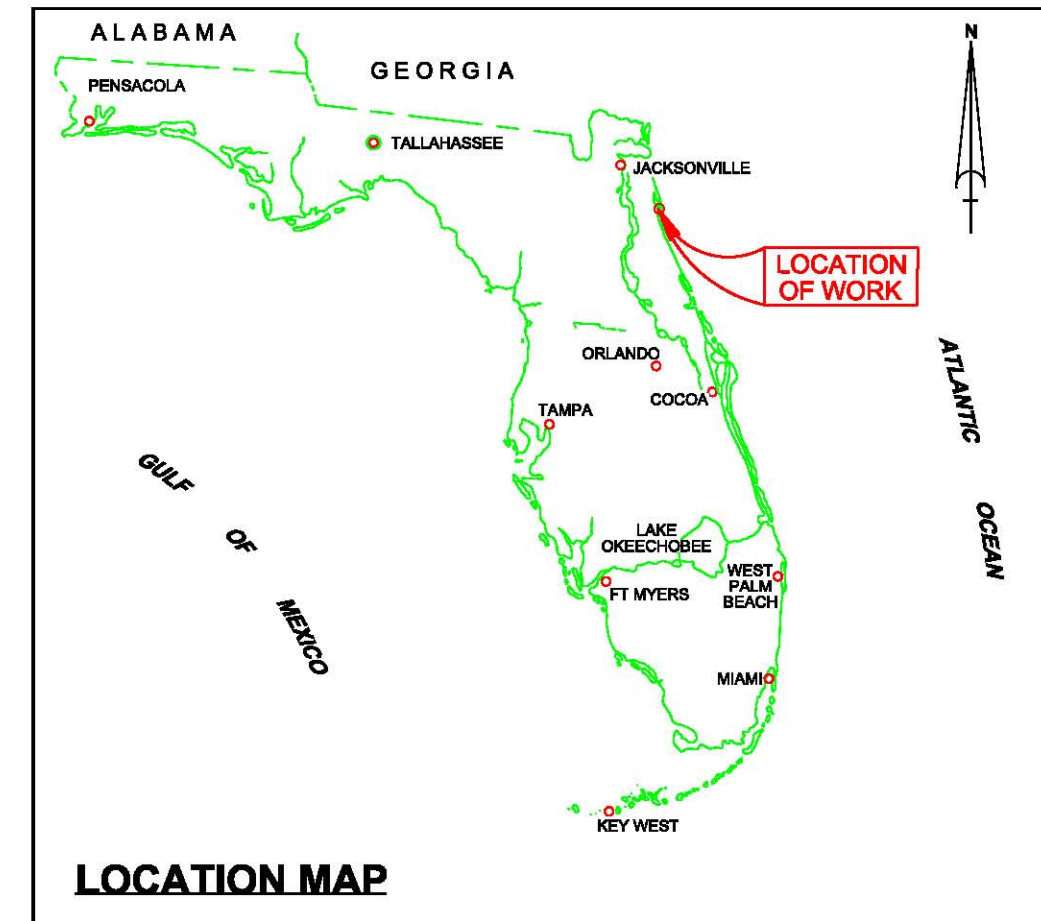 ALABAMA
GEORGIA
N
PENSACOLA
TALLAHASSEE
JACKSONVILLE
LOCATION
OF WORK
ORLANDO
COCOA
TAMPA
ATLANTIC
OCEAN
GULF
OF
MEXICO
LAKE
OKEECHOBEE
FT MYERS
WEST
PALM
BEACH
MIAMI
KEY WEST
LOCATION MAP